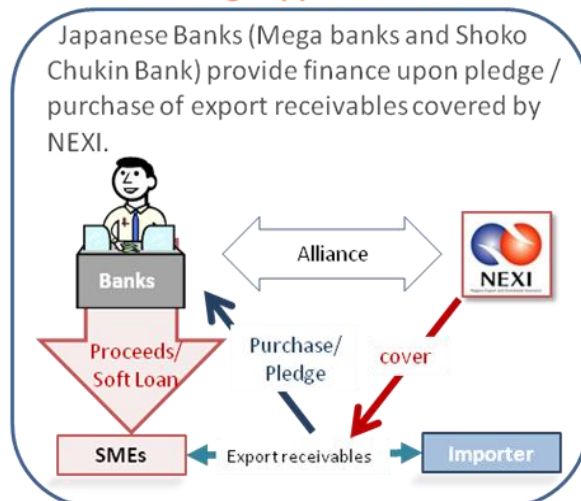 Japanese Banks (Mega banks and Shoko
Chukin Bank) provide finance upon pledge /
purchase of export receivables covered by
NEXI.
Alliance
NEXI
Banks
Proceeds/
Soft Loan
Purchase/
Pledge
cover
SMEs
Export receivables
Importer